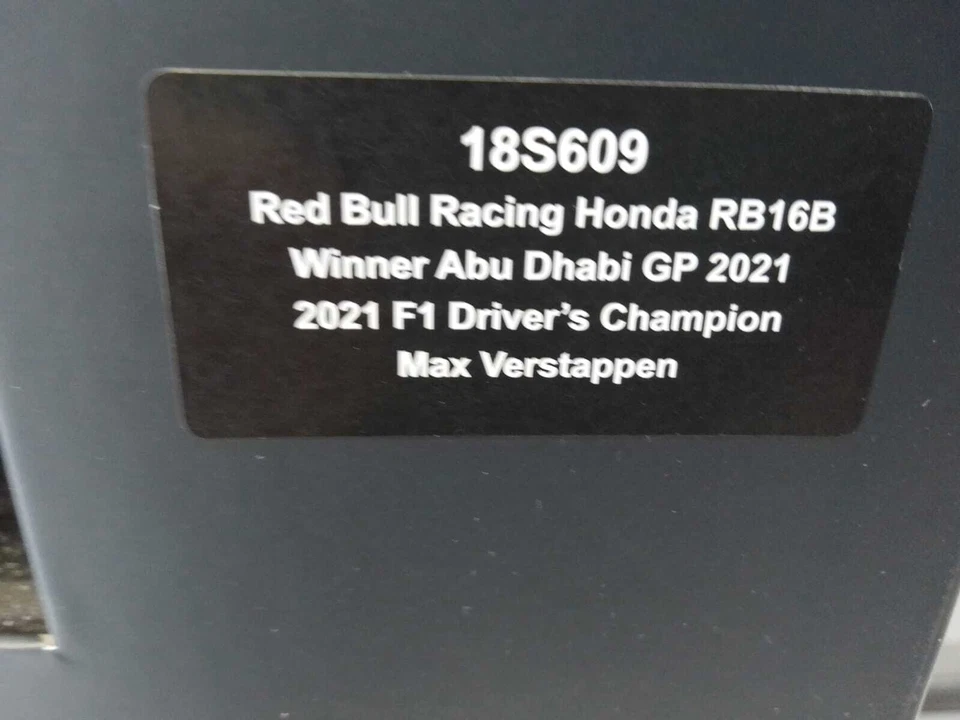 18S609
Red Bull Racing Honda RB16B
Winner Abu Dhabi GP 2021
2021 F1 Driver's Champion
Max Verstappen